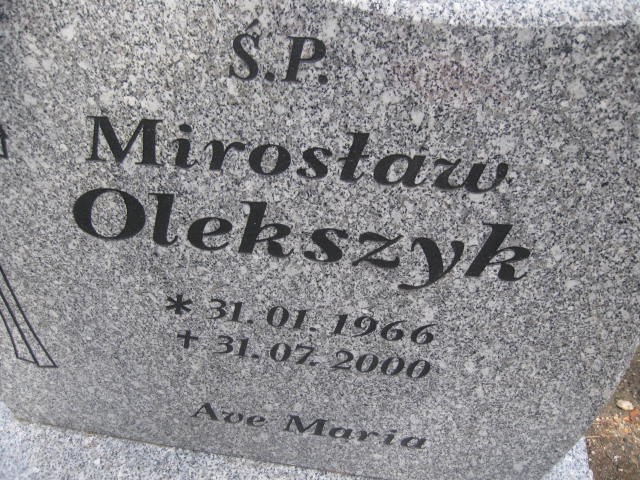 Ś.P.
Mirosław
Olekszyk
* 31.01.1966
+ 31.07.2000
Ave Maria